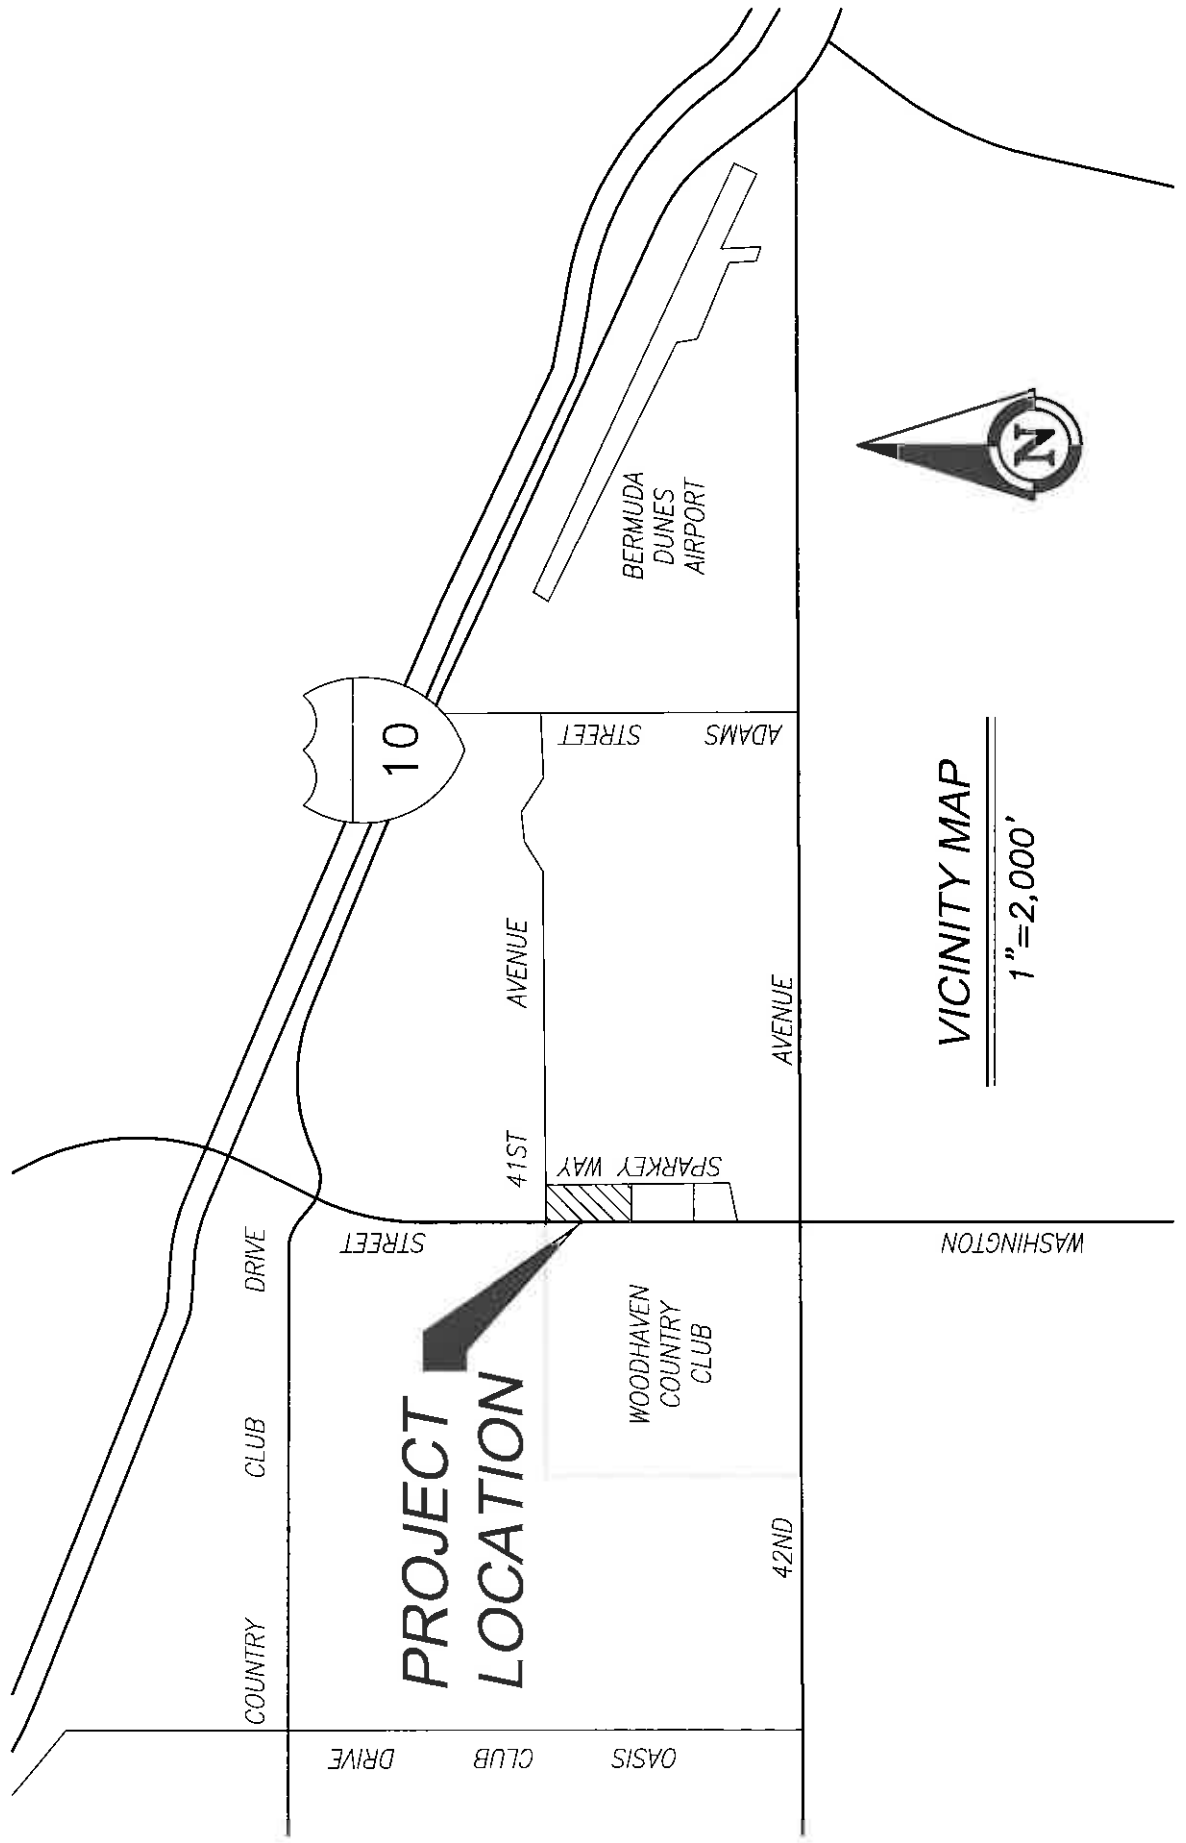 COUNTRY CLUB DRIVE
10
PROJECT
LOCATION
STREET
WASHINGTON
41ST AVENUE
OASIS CLUB DRIVE
WOODHAVEN
COUNTRY
CLUB
SPARKEY WAY
ADAMS STREET
BERMUDA
DUNES
AIRPORT
42ND AVENUE
VICINITY MAP
1"=2,000'
N